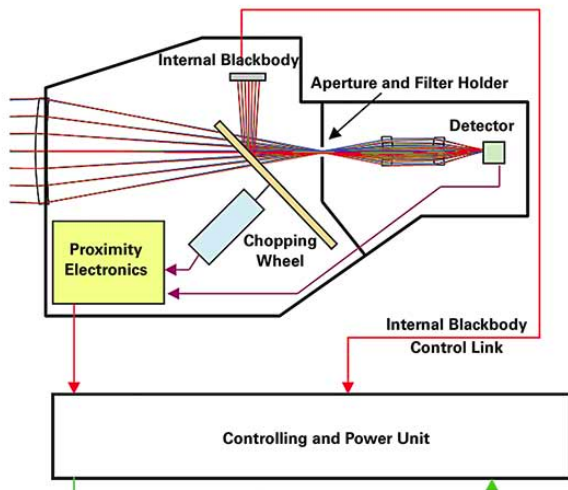 Internal Blackbody
Aperture and Filter Holder
Detector
Chopping
Wheel
Proximity
Electronics
Internal Blackbody
Control Link
Controlling and Power Unit